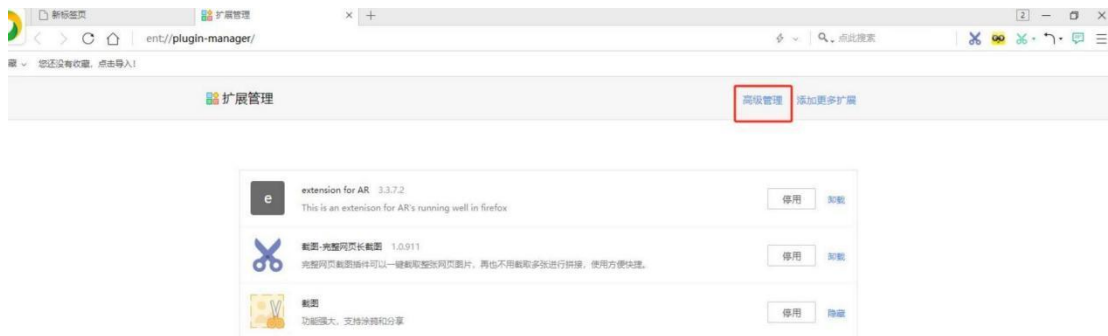 新标签页
扩展管理
2
ent://plugin-manager/
点此搜索
藏
您还没有收藏,点击导入!
扩展管理
高级管理 添加更多扩展
e
extension for AR 3.3.7.2
This is an extenison for AR's running well in firefox
停用 卸载
截图-完整网页长截图 1.0.911
完整网页截图插件可以一键截取整张网页图片,再也不用截取多张进行拼接,使用方便快捷。
停用 卸载
截图
功能强大、支持涂鸦和分享
停用 隐藏